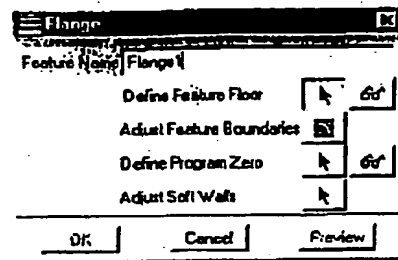 Flange
Feature Name Flange1
Define Feature Floor
Adjust Feature Boundaries
Define Program Zero
Adjust Soft Walls
OK Cancel Preview